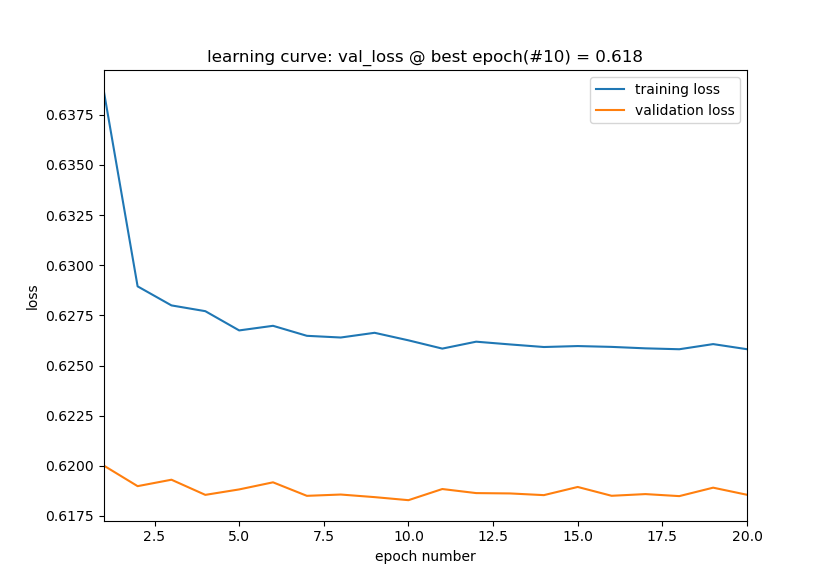 learning curve: val_loss @ best epoch(#10) = 0.618
training loss
validation loss
0.6375
0.6350
0.6325
0.6300
0.6275
0.6250
0.6225
0.6200
0.6175
loss
2.5 5.0 7.5 10.0 12.5 15.0 17.5 20.0
epoch number